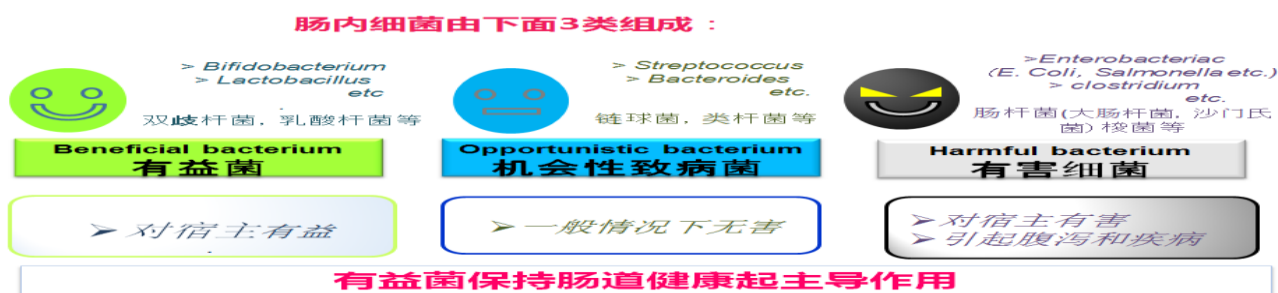 肠内细菌由下面3类组成：
> Bifidobacterium
> Lactobacillus
etc
双歧杆菌, 乳酸杆菌等
Beneficial bacterium
有益菌
➢ 对宿主有益
> Streptococcus
> Bacteroides
etc.
链球菌, 类杆菌等
Opportunistic bacterium
机会性致病菌
➢ 一般情况下无害
>Enterobacteriac
(E. Coli, Salmonella etc.)
> clostridium
etc.
肠杆菌(大肠杆菌, 沙门氏
菌) 梭菌等
Harmful bacterium
有害细菌
➢ 对宿主有害
➢ 引起腹泻和疾病
有益菌保持肠道健康起主导作用